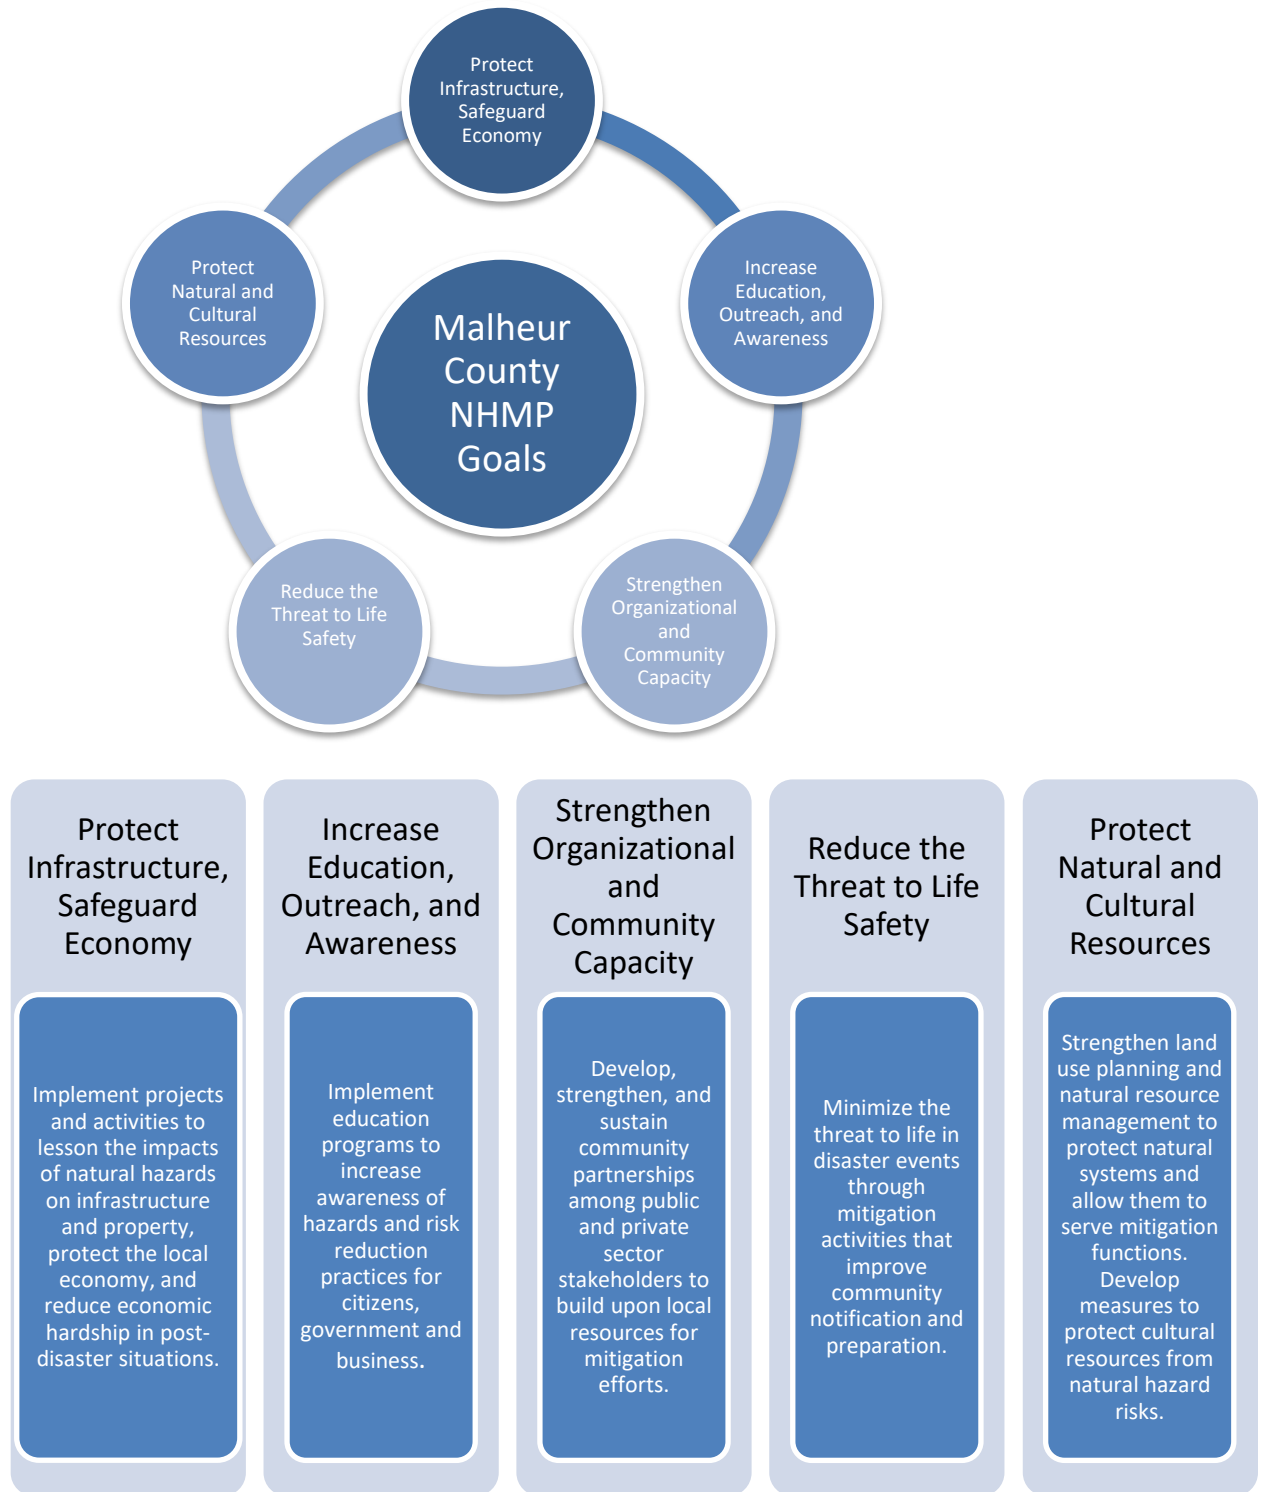 Protect
Infrastructure,
Safeguard
Economy
Increase
Education,
Outreach, and
Awareness
Strengthen
Organizational
and
Community
Capacity
Reduce the
Threat to Life
Safety
Protect
Natural and
Cultural
Resources
Malheur
County
NHMP
Goals
Protect
Infrastructure,
Safeguard
Economy
Implement projects
and activities to
lesson the impacts
of natural hazards
on infrastructure
and property,
protect the local
economy, and
reduce economic
hardship in post-
disaster situations.
Increase
Education,
Outreach, and
Awareness
Implement
education
programs to
increase
awareness of
hazards and risk
reduction
practices for
citizens,
government and
business.
Strengthen
Organizational
and
Community
Capacity
Develop,
strengthen, and
sustain
community
partnerships
among public
and private
sector
stakeholders to
build upon local
resources for
mitigation
efforts.
Reduce the
Threat to Life
Safety
Minimize the
threat to life in
disaster events
through
mitigation
activities that
improve
community
notification and
preparation.
Protect
Natural and
Cultural
Resources
Strengthen land
use planning and
natural resource
management to
protect natural
systems and
allow them to
serve mitigation
functions.
Develop
measures to
protect cultural
resources from
natural hazard
risks.